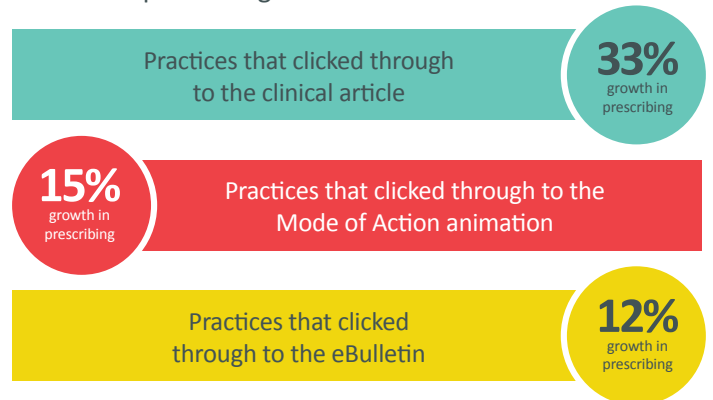 Practices that clicked through
to the clinical article
33%
growth in
prescribing
15%
growth in
prescribing
Practices that clicked through to the
Mode of Action animation
Practices that clicked
through to the eBulletin
12%
growth in
prescribing